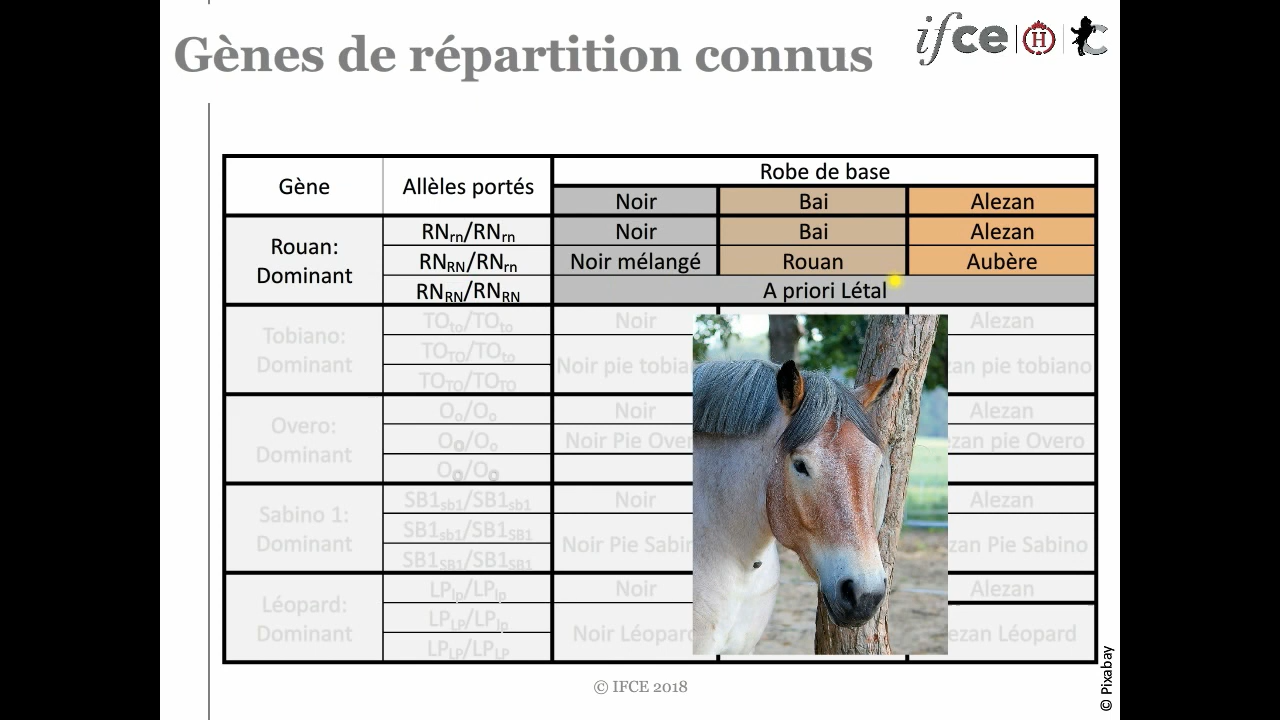 Gènes de répartition connus
ifce | H | C
Gène Allèles portés Robe de base
Noir Bai Alezan
Rouan: Dominant
RNrn/RNrn Noir Bai Alezan
RNRN/RNrn Noir mélangé Rouan Aubère
RNRN/RNRN A priori Létal
Tobiano: Dominant
TOto/TOto Noir Alezan
TOTO/TOto Noir pie tobia zan pie tobiano
TOTO/TOTO
Overo: Dominant
Oo/Oo Noir Alezan
OO/Oo Noir Pie Over zan pie Overo
OO/OO
Sabino 1: Dominant
SB1sb1/SB1sb1 Noir Alezan
SB1sb1/SB1SB1 Noir Pie Sabir zan Pie Sabino
SB1SB1/SB1SB1
Léopard: Dominant
LPlp/LPlp Noir Alezan
LPLP/LPlp Noir Léopard ezan Léopard
LPLP/LPLP
© IFCE 2018
© Pixabay